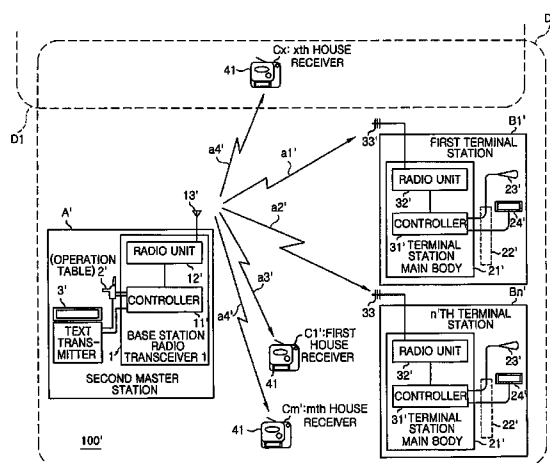 D
Cx: xth HOUSE
RECEIVER
41
D1
a4'
33'
B1'
FIRST TERMINAL
STATION
RADIO UNIT
32'
23'
24'
CONTROLLER
31'
TERMINAL
STATION
MAIN BODY
22'
21'
a1'
a2'
A'
13'
RADIO UNIT
12'
(OPERATION
TABLE)
2'
3'
CONTROLLER
11'
TEXT
TRANS-
MITTER
1'
BASE STATION
RADIO
TRANSCEIVER 1
SECOND MASTER
STATION
a3'
a4'
33
Bn'
n'TH TERMINAL
STATION
RADIO UNIT
32'
23'
24'
CONTROLLER
31'
TERMINAL
STATION
MAIN BODY
22'
21'
C1':FIRST
HOUSE
RECEIVER
41
Cm':mth HOUSE
RECEIVER
41
100'